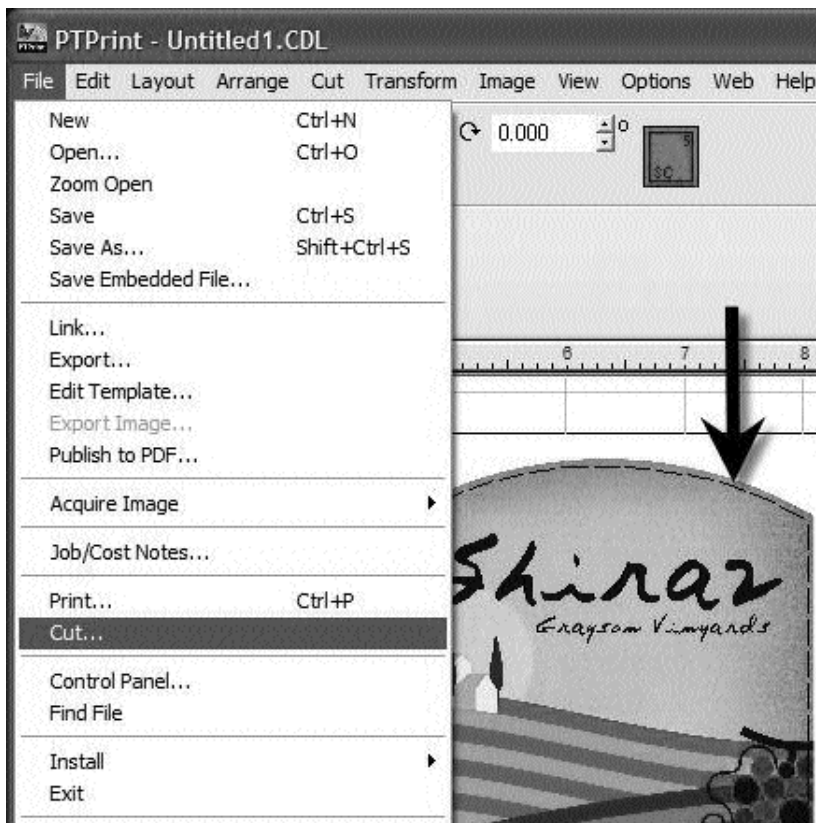 PTPrint - Untitled1.CDL
File Edit Layout Arrange Cut Transform Image View Options Web Help
New Ctrl+N
Open... Ctrl+O
Zoom Open
Save Ctrl+S
Save As... Shift+Ctrl+S
Save Embedded File...
Link...
Export...
Edit Template...
Export Image...
Publish to PDF...
Acquire Image
Job/Cost Notes...
Print... Ctrl+P
Cut...
Control Panel...
Find File
Install
Exit
0.000 °
S
SC
6 7 8
Shiraz
Grayson Vinyards